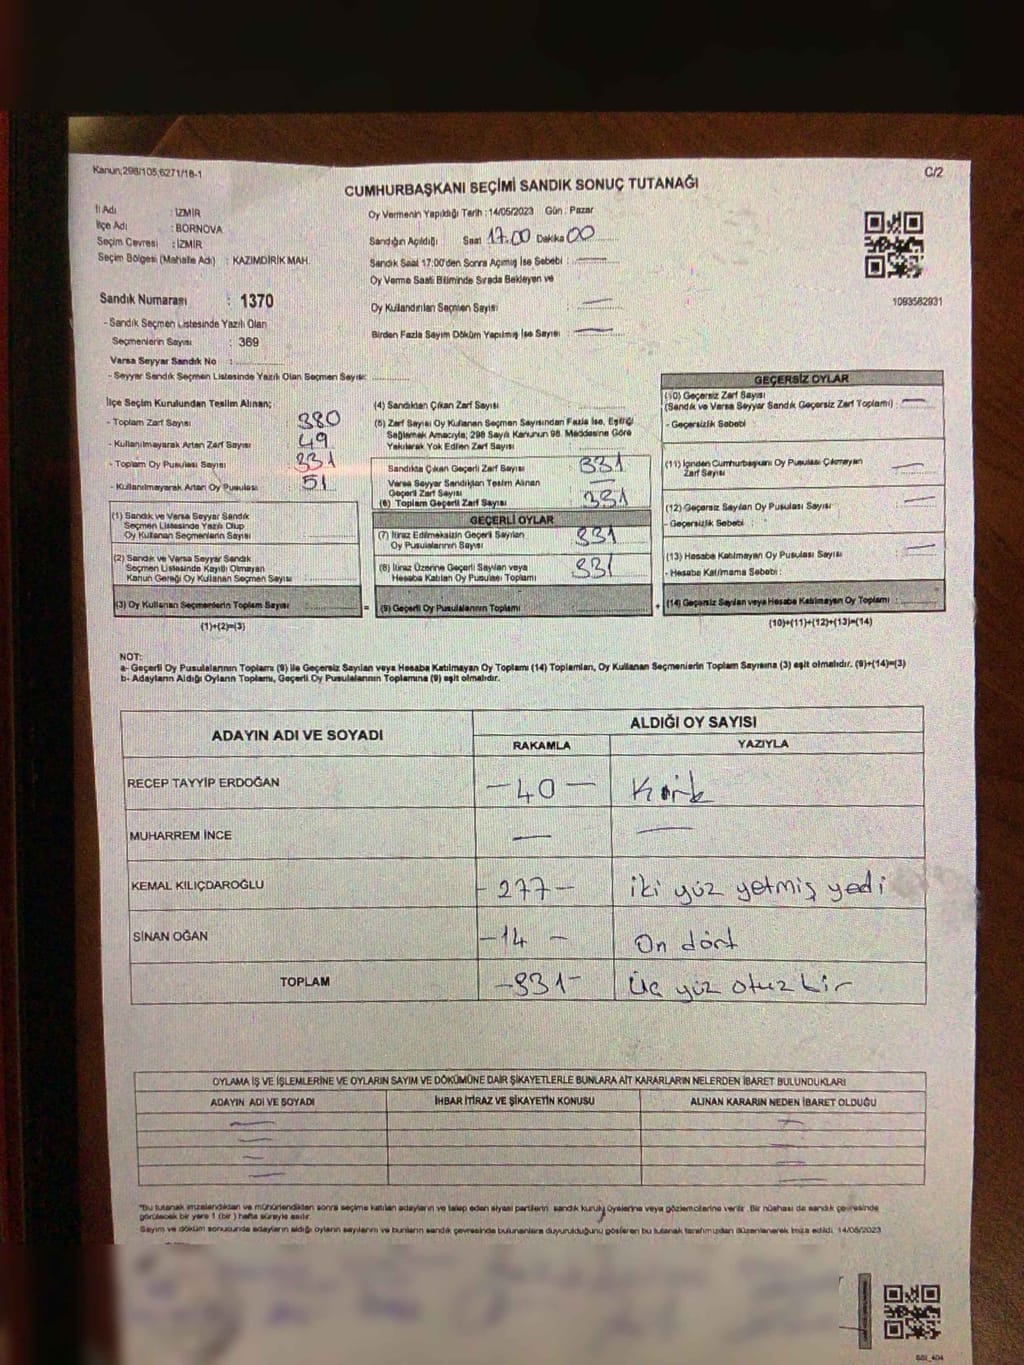 Kanun;298/105,6271/18-1
C/2
CUMHURBAŞKANI SEÇİMİ SANDIK SONUÇ TUTANAĞI
İl Adı : İZMİR
İlçe Adı : BORNOVA
Seçim Çevresi : İZMİR
Seçim Bölgesi (Mahalle Adı) : KAZIMDİRİK MAH.
Sandık Numarası : 1370
- Sandık Seçmen Listesinde Yazılı Olan
Seçmenlerin Sayısı : 369
Varsa Seyyar Sandık No :
- Seyyar Sandık Seçmen Listesinde Yazılı Olan Seçmen Sayısı:
Oy Vermenin Yapıldığı Tarih : 14/05/2023 Gün : Pazar
Sandığın Açıldığı Saat 17.00 Dakika 00
Sandık Saat 17:00'den Sonra Açılmış İse Sebebi : —
Oy Verme Saati Bitiminde Sırada Bekleyen ve
Oy Kullandırılan Seçmen Sayısı : —
Birden Fazla Sayım Döküm Yapılmış İse Sayısı : —
1093582931
İlçe Seçim Kurulundan Teslim Alınan;
- Toplam Zarf Sayısı : 380
- Kullanılmayarak Artan Zarf Sayısı : 49
- Toplam Oy Pusulası Sayısı : 331
- Kullanılmayarak Artan Oy Pusulası : 51
(1) Sandık ve Varsa Seyyar Sandık
Seçmen Listesinde Yazılı Olup
Oy Kullanan Seçmenlerin Sayısı :
(2) Sandık ve Varsa Seyyar Sandık
Seçmen Listesinde Kayıtlı Olmayan
Kanun Gereği Oy Kullanan Seçmen Sayısı :
(3) Oy Kullanan Seçmenlerin Toplam Sayısı :
(1)+(2)=(3)
(4) Sandıktan Çıkan Zarf Sayısı :
(5) Zarf Sayısı Oy Kullanan Seçmen Sayısından Fazla İse, Eşitliği
Sağlamak Amacıyla; 298 Sayılı Kanunun 98. Maddesine Göre
Yakılarak Yok Edilen Zarf Sayısı :
Sandıkta Çıkan Geçerli Zarf Sayısı : 331
Varsa Seyyar Sandıktan Teslim Alınan
Geçerli Zarf Sayısı : —
(6) Toplam Geçerli Zarf Sayısı : 331
GEÇERLİ OYLAR
(7) İtiraz Edilmeksizin Geçerli Sayılan
Oy Pusulalarının Sayısı : 331
(8) İtiraz Üzerine Geçerli Sayılan veya
Hesaba Katılan Oy Pusulası Toplamı : 331
= (9) Geçerli Oy Pusulalarının Toplamı :
GEÇERSİZ OYLAR
(10) Geçersiz Zarf Sayısı
(Sandık ve Varsa Seyyar Sandık Geçersiz Zarf Toplamı) : —
- Geçersizlik Sebebi
(11) İçinden Cumhurbaşkanı Oy Pusulası Çıkmayan
Zarf Sayısı : —
(12) Geçersiz Sayılan Oy Pusulası Sayısı : —
- Geçersizlik Sebebi :
(13) Hesaba Katılmayan Oy Pusulası Sayısı : —
- Hesaba Katılmama Sebebi :
+ (14) Geçersiz Sayılan veya Hesaba Katılmayan Oy Toplamı :
(10)+(11)+(12)+(13)=(14)
NOT:
a- Geçerli Oy Pusulalarının Toplamı (9) ile Geçersiz Sayılan veya Hesaba Katılmayan Oy Toplamı (14) Toplamları, Oy Kullanan Seçmenlerin Toplam Sayısına (3) eşit olmalıdır. (9)+(14)=(3)
b- Adayların Aldığı Oyların Toplamı, Geçerli Oy Pusulalarının Toplamına (9) eşit olmalıdır.
ADAYIN ADI VE SOYADI ALDIĞI OY SAYISI
RAKAMLA YAZIYLA
RECEP TAYYİP ERDOĞAN -40- Kırk
MUHARREM İNCE — —
KEMAL KILIÇDAROĞLU -277- iki yüz yetmiş yedi
SİNAN OĞAN -14- On dört
TOPLAM -331- Üç yüz otuz bir
OYLAMA İŞ VE İŞLEMLERİNE VE OYLARIN SAYIM VE DÖKÜMÜNE DAİR ŞİKAYETLERLE BUNLARA AİT KARARLARIN NELERDEN İBARET BULUNDUKLARI
ADAYIN ADI VE SOYADI İHBAR İTİRAZ VE ŞİKAYETİN KONUSU ALINAN KARARIN NEDEN İBARET OLDUĞU
"Bu tutanak imzalandıktan ve mühürlendikten sonra seçime katılan adayların ve talep eden siyasi partilerin sandık kurulu üyelerine veya gözlemcilerine verilir. Bir nüshası da sandık çevresinde
görülecek bir yere 1 (bir) hafta süreyle asılır.
Sayım ve döküm sonucunda adayların aldığı oyların sayılarını ve bunların sandık çevresinde bulunanlara duyurulduğunu gösteren bu tutanak tarafımızdan düzenlenerek imza edildi. 14/05/2023